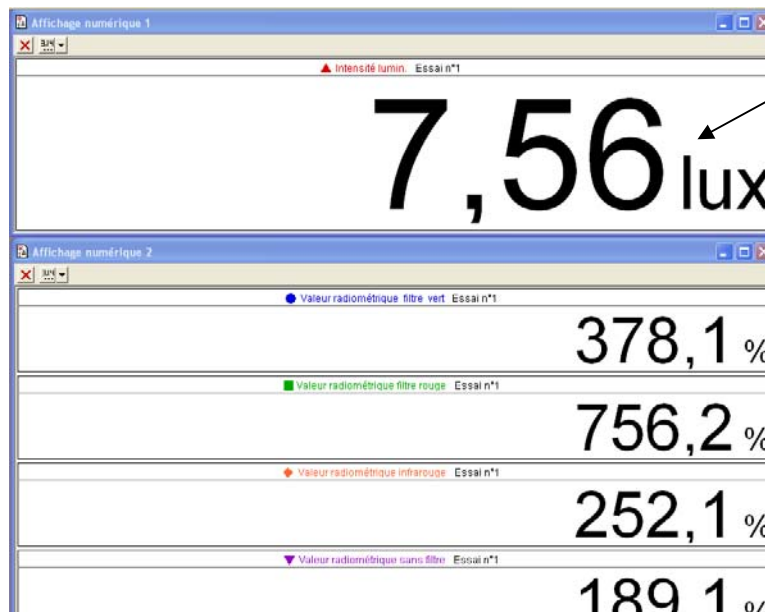 Affichage numérique 1
Intensité lumin. Essai n°1
7,56 lux
Affichage numérique 2
Valeur radiométrique filtre vert Essai n°1
378,1 %
Valeur radiométrique filtre rouge Essai n°1
756,2 %
Valeur radiométrique infrarouge Essai n°1
252,1 %
Valeur radiométrique sans filtre Essai n°1
189,1 %